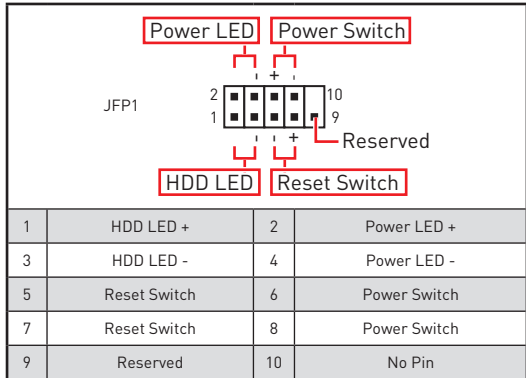 Power LED Power Switch
- + -
JFP1
2 10
1 9
- - +
Reserved
HDD LED Reset Switch
1 HDD LED + 2 Power LED +
3 HDD LED - 4 Power LED -
5 Reset Switch 6 Power Switch
7 Reset Switch 8 Power Switch
9 Reserved 10 No Pin